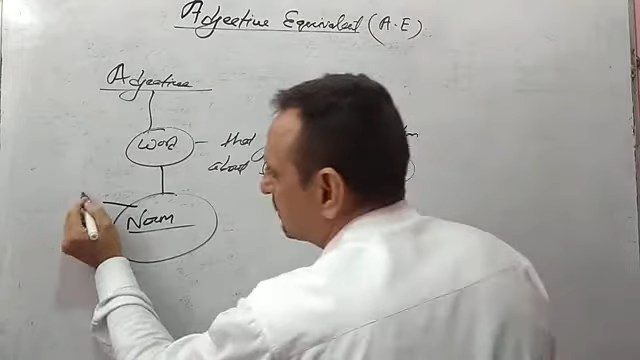 Adjective Equivalent (A.E)
Adjective
Word - that
about
Noun